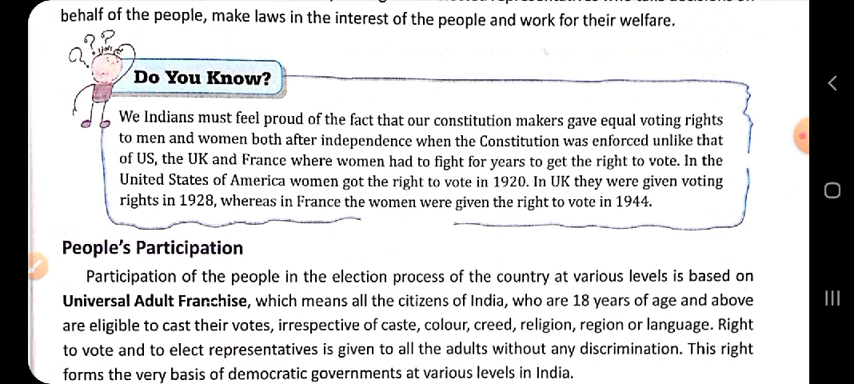 behalf of the people, make laws in the interest of the people and work for their welfare.
???
Do You Know?
We Indians must feel proud of the fact that our constitution makers gave equal voting rights
to men and women both after independence when the Constitution was enforced unlike that
of US, the UK and France where women had to fight for years to get the right to vote. In the
United States of America women got the right to vote in 1920. In UK they were given voting
rights in 1928, whereas in France the women were given the right to vote in 1944.
People's Participation
Participation of the people in the election process of the country at various levels is based on
Universal Adult Franchise, which means all the citizens of India, who are 18 years of age and above
are eligible to cast their votes, irrespective of caste, colour, creed, religion, region or language. Right
to vote and to elect representatives is given to all the adults without any discrimination. This right
forms the very basis of democratic governments at various levels in India.